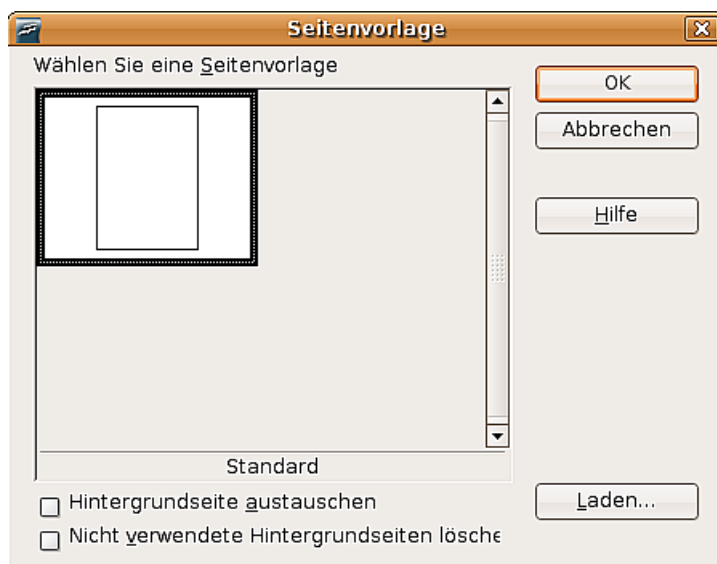 Seitenvorlage
Wählen Sie eine Seitenvorlage
OK
Abbrechen
Hilfe
Standard
Hintergrundseite austauschen
Nicht verwendete Hintergrundseiten lösche
Laden...